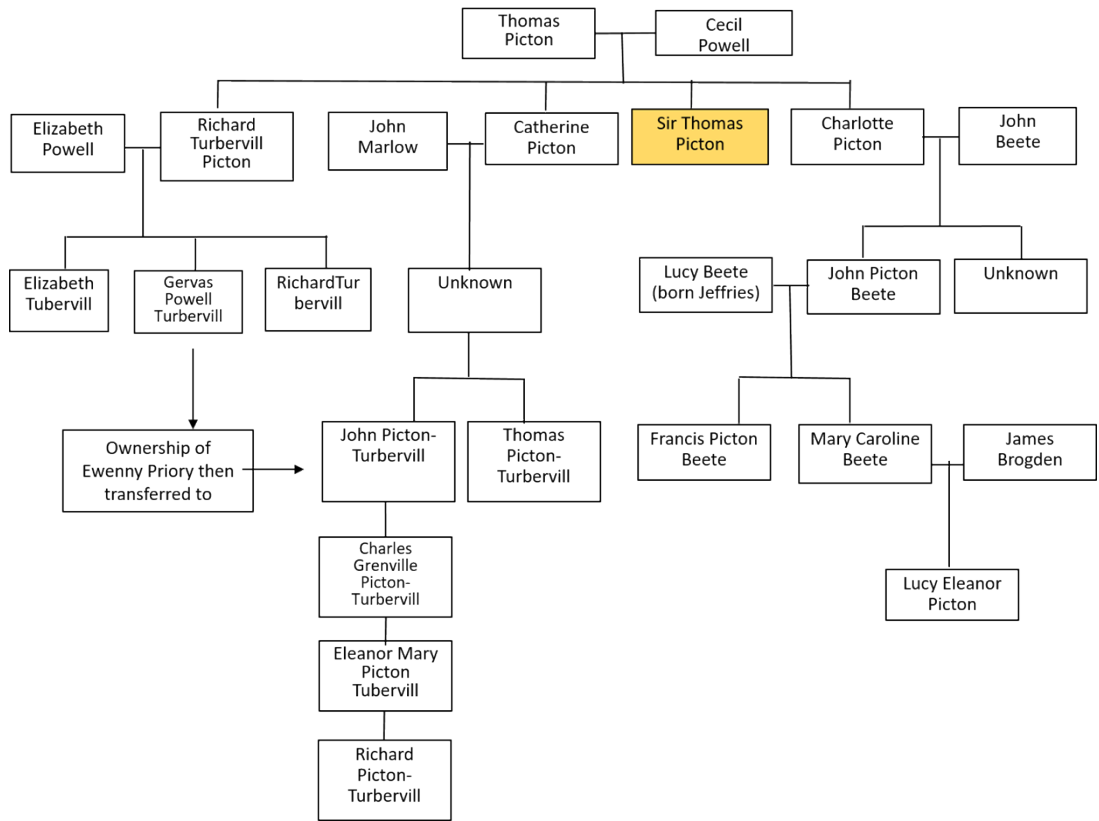 Thomas
Picton
Cecil
Powell
Elizabeth
Powell
Richard
Turbervill
Picton
John
Marlow
Catherine
Picton
Sir Thomas
Picton
Charlotte
Picton
John
Beete
Elizabeth
Tubervill
Gervas
Powell
Turbervill
RichardTur
bervill
Unknown
Lucy Beete
(born Jeffries)
John Picton
Beete
Unknown
Ownership of
Ewenny Priory then
transferred to
John Picton-
Turbervill
Thomas
Picton-
Turbervill
Francis Picton
Beete
Mary Caroline
Beete
James
Brogden
Charles
Grenville
Picton-
Turbervill
Lucy Eleanor
Picton
Eleanor Mary
Picton
Tubervill
Richard
Picton-
Turbervill